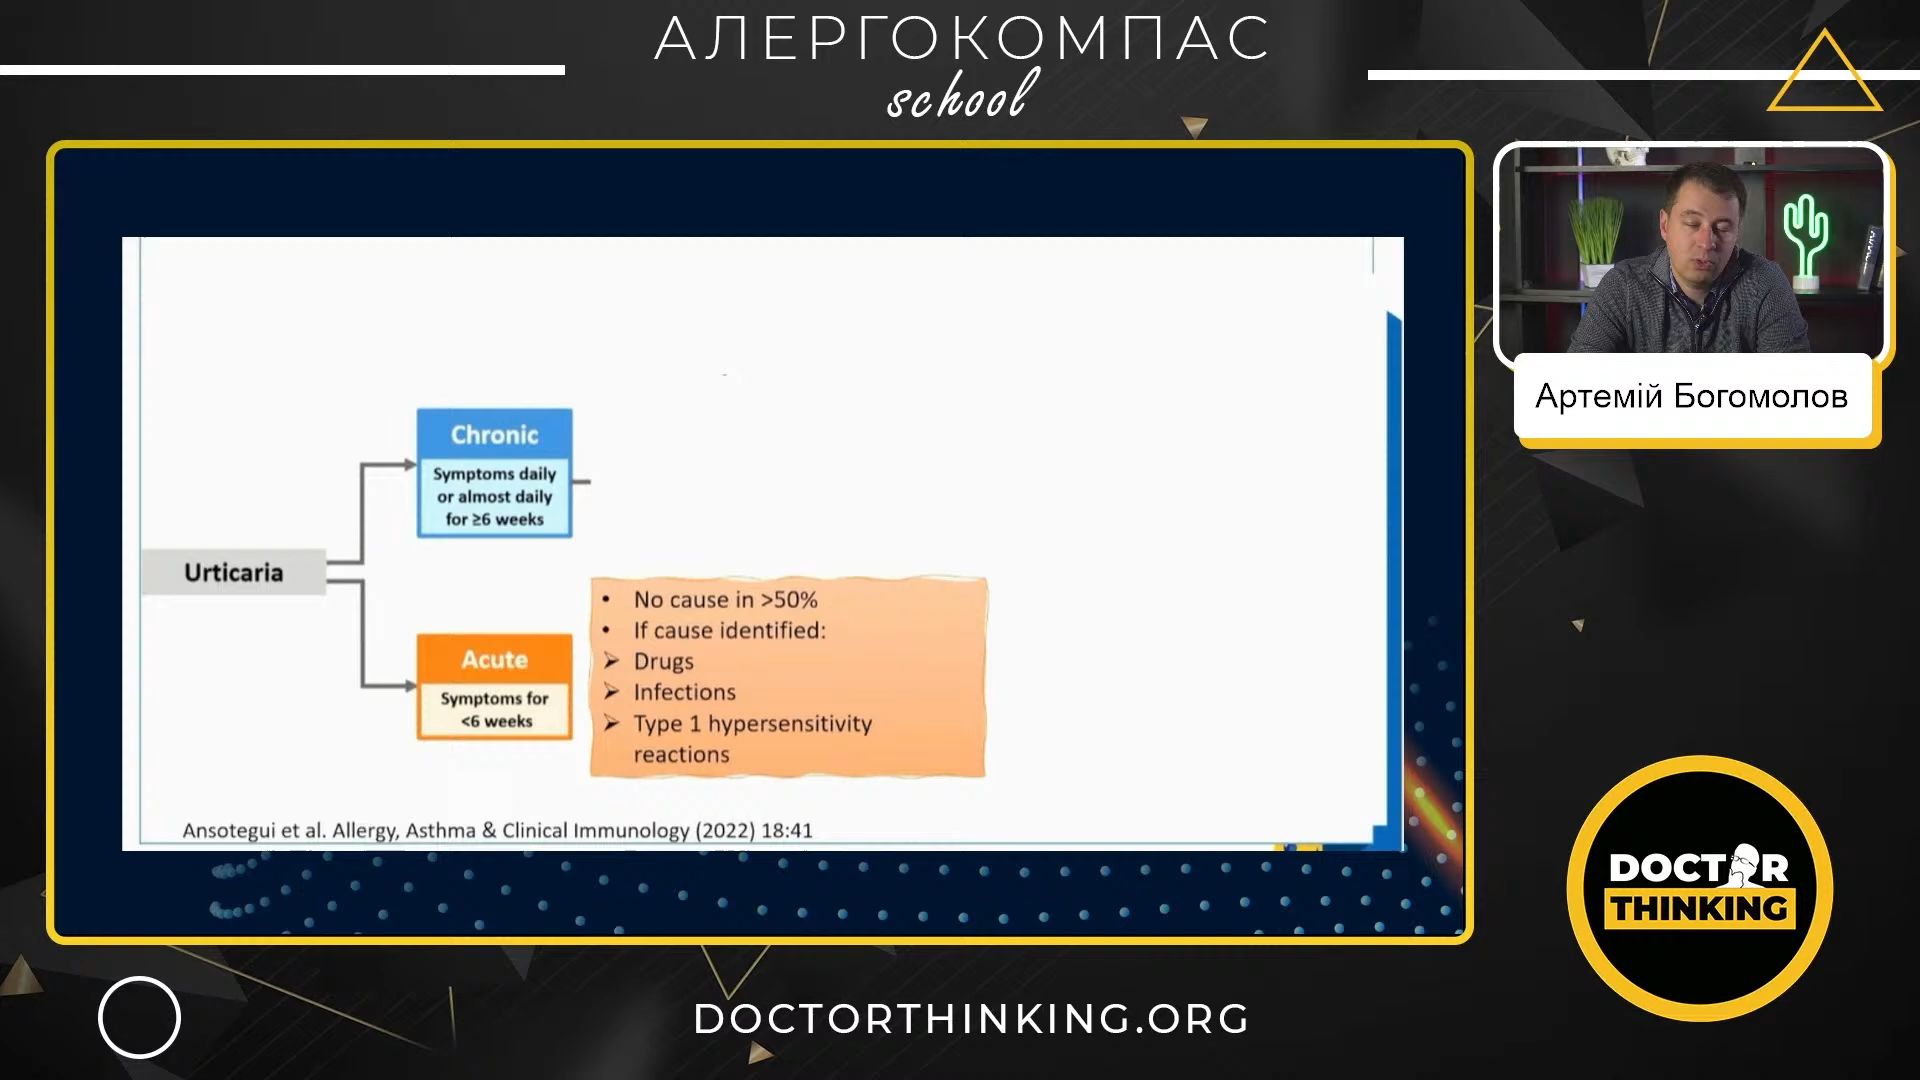 АЛЕРГОКОМПАС
school
Артемій Богомолов
Chronic
Symptoms daily
or almost daily
for ≥6 weeks
Urticaria
Acute
Symptoms for
<6 weeks
• No cause in >50%
• If cause identified:
➢ Drugs
➢ Infections
➢ Type 1 hypersensitivity
reactions
Ansotegui et al. Allergy, Asthma & Clinical Immunology (2022) 18:41
DOCTOR
THINKING
DOCTORTHINKING.ORG